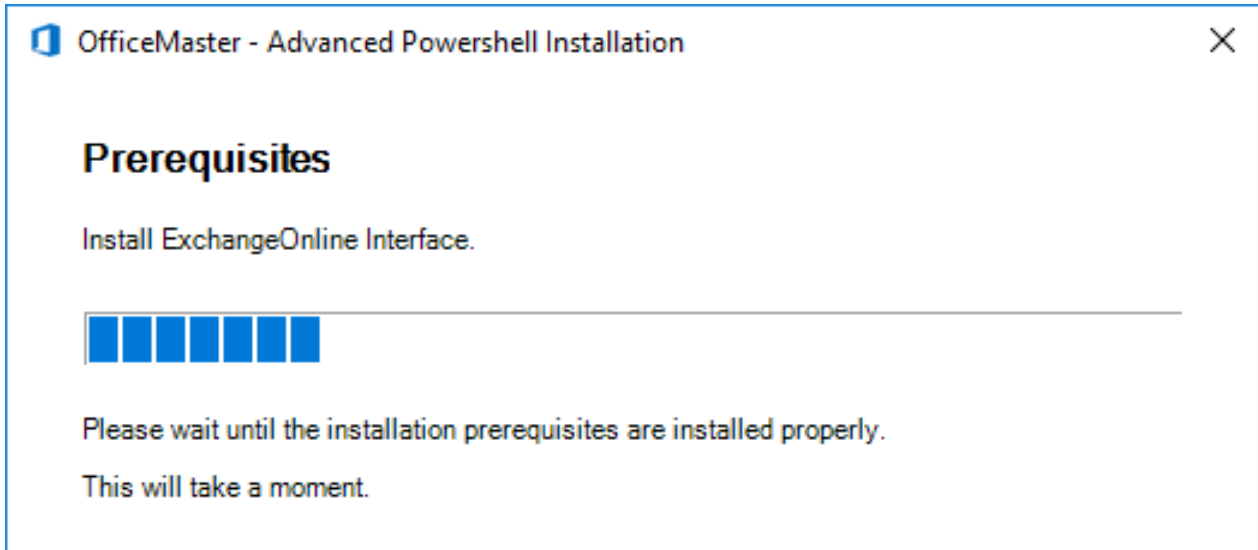 OfficeMaster - Advanced Powershell Installation
Prerequisites
Install ExchangeOnline Interface.
Please wait until the installation prerequisites are installed properly.
This will take a moment.